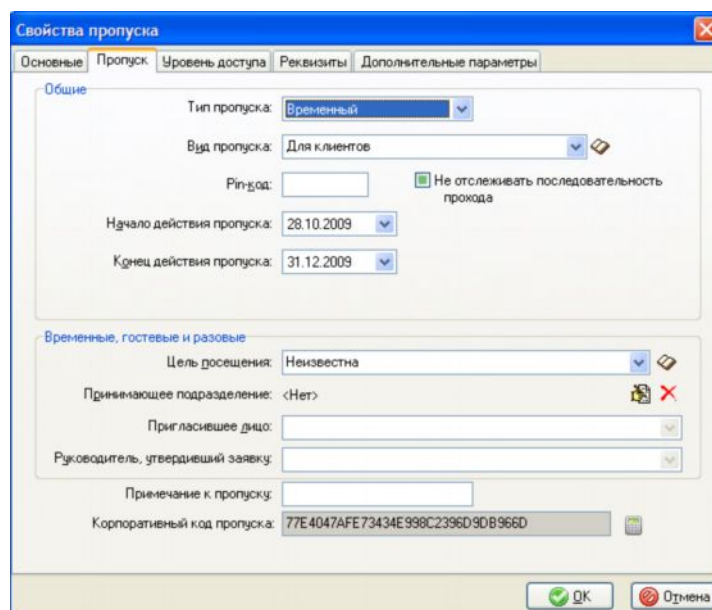 Свойства пропуска
Основные Пропуск Уровень доступа Реквизиты Дополнительные параметры
Общие
Тип пропуска: Временный
Вид пропуска: Для клиентов
Pin-код: Не отслеживать последовательность
прохода
Начало действия пропуска: 28.10.2009
Конец действия пропуска: 31.12.2009
Временные, гостевые и разовые
Цель посещения: Неизвестна
Принимающее подразделение: <Нет>
Пригласившее лицо:
Руководитель, утвердивший заявку:
Примечание к пропуску:
Корпоративный код пропуска: 77E4047AFE73434E998C2396D9DB966D
OK Отмена